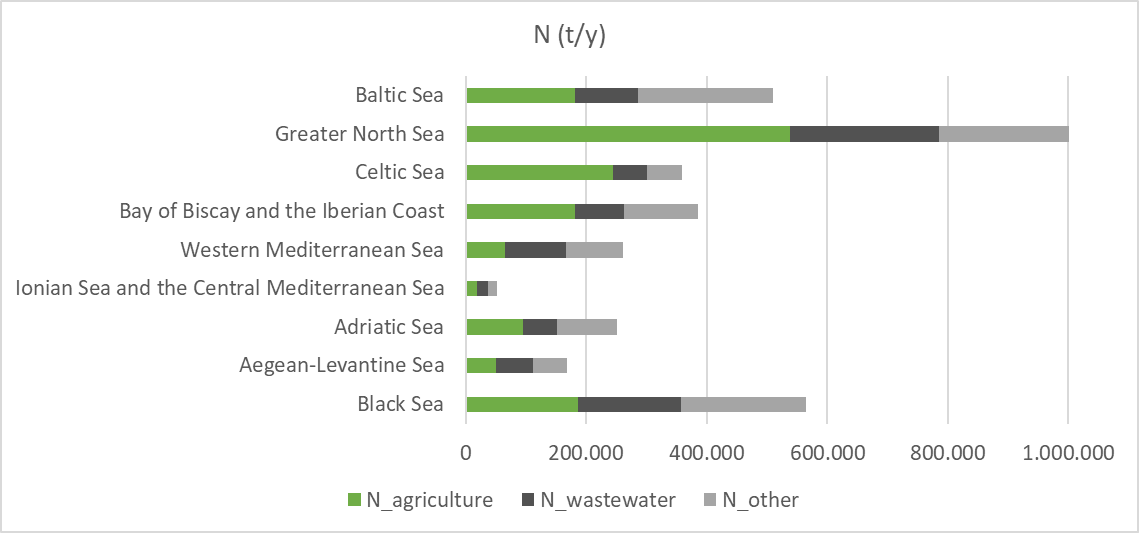 N (t/y)
Baltic Sea
Greater North Sea
Celtic Sea
Bay of Biscay and the Iberian Coast
Western Mediterranean Sea
Ionian Sea and the Central Mediterranean Sea
Adriatic Sea
Aegean-Levantine Sea
Black Sea
0 200.000 400.000 600.000 800.000 1.000.000
N_agriculture N_wastewater N_other